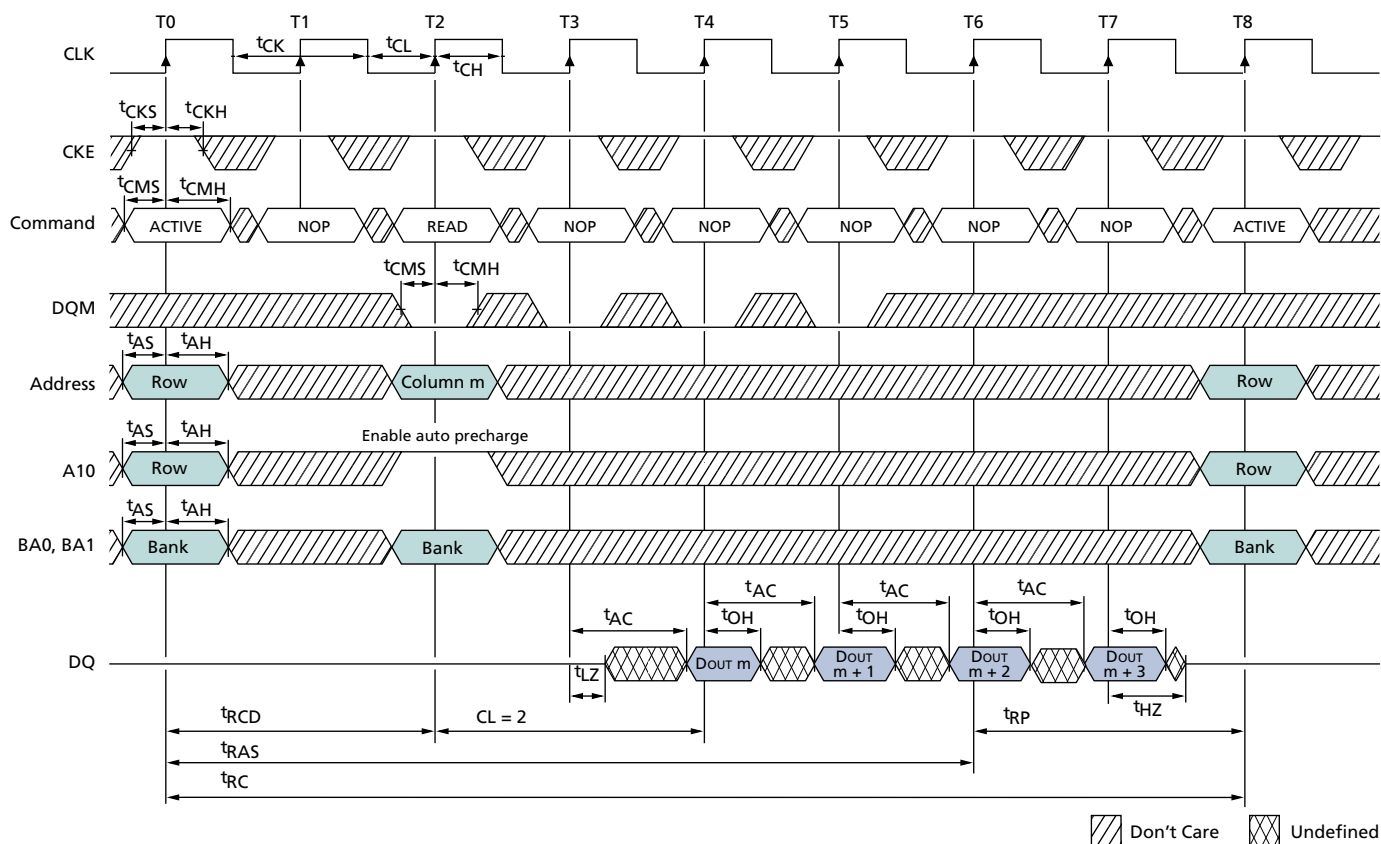 T0 T1 T2 T3 T4 T5 T6 T7 T8
CLK
tCK tCL
tCH
tCKS tCKH
CKE
tCMS tCMH
Command ACTIVE NOP READ NOP NOP NOP NOP NOP ACTIVE
tCMS tCMH
DQM
tAS tAH
Address Row Column m Row
tAS tAH Enable auto precharge
A10 Row Row
tAS tAH
BA0, BA1 Bank Bank Bank
tAC tAC tAC
tAC tOH tOH tOH tOH
DQ DOUT m DOUT m + 1 DOUT m + 2 DOUT m + 3
tLZ tHZ
tRCD CL = 2 tRP
tRAS
tRC
Don't Care Undefined